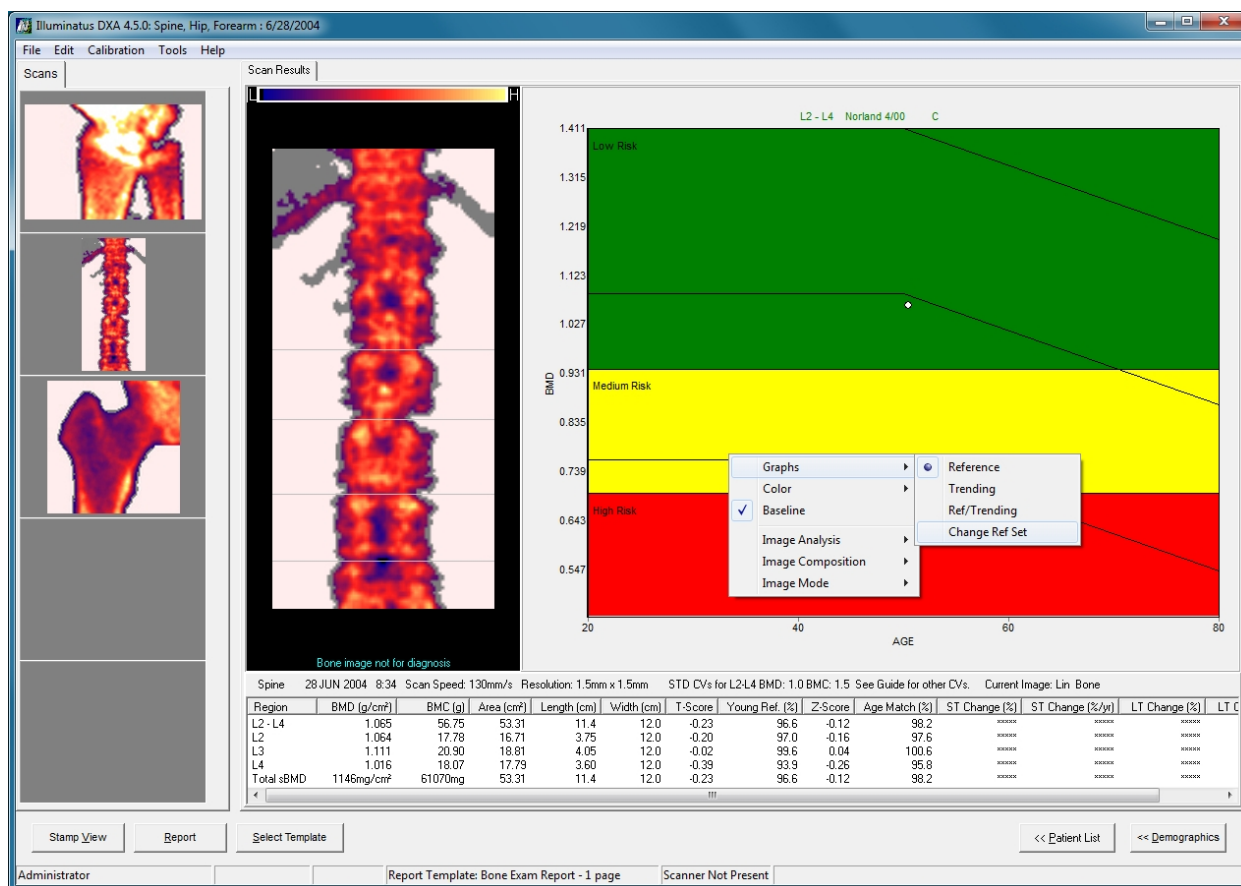 Illuminatus DXA 4.5.0: Spine, Hip, Forearm : 6/28/2004
File Edit Calibration Tools Help
Scans
Scan Results
L H
L2 - L4 Norland 4/00 C
1.411
1.315
1.219
1.123
1.027
0.931
0.835
0.739
0.643
0.547
BMD
Low Risk
Medium Risk
High Risk
20 40 60 80
AGE
Graphs
Color
Baseline
Image Analysis
Image Composition
Image Mode
Reference
Trending
Ref/Trending
Change Ref Set
Bone image not for diagnosis
Spine 28 JUN 2004 8:34 Scan Speed: 130mm/s Resolution: 1.5mm x 1.5mm STD CVs for L2-L4 BMD: 1.0 BMC: 1.5 See Guide for other CVs. Current Image: Lin Bone
Region BMD (g/cm²) BMC (g) Area (cm²) Length (cm) Width (cm) T-Score Young Ref. (%) Z-Score Age Match (%) ST Change (%) ST Change (%/yr) LT Change (%) LT C
L2 - L4 1.065 56.75 53.31 11.4 12.0 -0.23 96.6 -0.12 98.2 ***** ***** *****
L2 1.064 17.78 16.71 3.75 12.0 -0.20 97.0 -0.16 97.6 ***** ***** *****
L3 1.111 20.90 18.81 4.05 12.0 -0.02 99.6 0.04 100.6 ***** ***** *****
L4 1.016 18.07 17.79 3.60 12.0 -0.39 93.9 -0.26 95.8 ***** ***** *****
Total sBMD 1146mg/cm² 61070mg 53.31 11.4 12.0 -0.23 96.6 -0.12 98.2 ***** ***** *****
Stamp View Report Select Template << Patient List << Demographics
Administrator Report Template: Bone Exam Report - 1 page Scanner Not Present